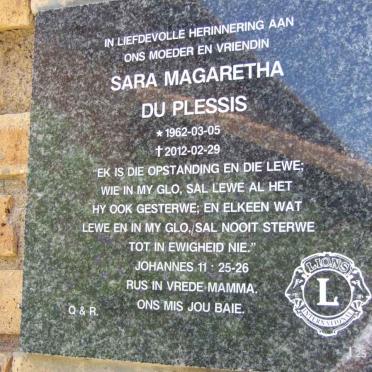 IN LIEFDEVOLLE HERINNERING AAN
ONS MOEDER EN VRIENDIN
SARA MAGARETHA
DU PLESSIS
★1962-03-05
†2012-02-29
"EK IS DIE OPSTANDING EN DIE LEWE;
WIE IN MY GLO, SAL LEWE AL HET
HY OOK GESTERWE; EN ELKEEN WAT
LEWE EN IN MY GLO, SAL NOOIT STERWE
TOT IN EWIGHEID NIE."
JOHANNES 11 : 25-26
RUS IN VREDE MAMMA,
ONS MIS JOU BAIE.
Q & R.
LIONS
L
INTERNATIONAL